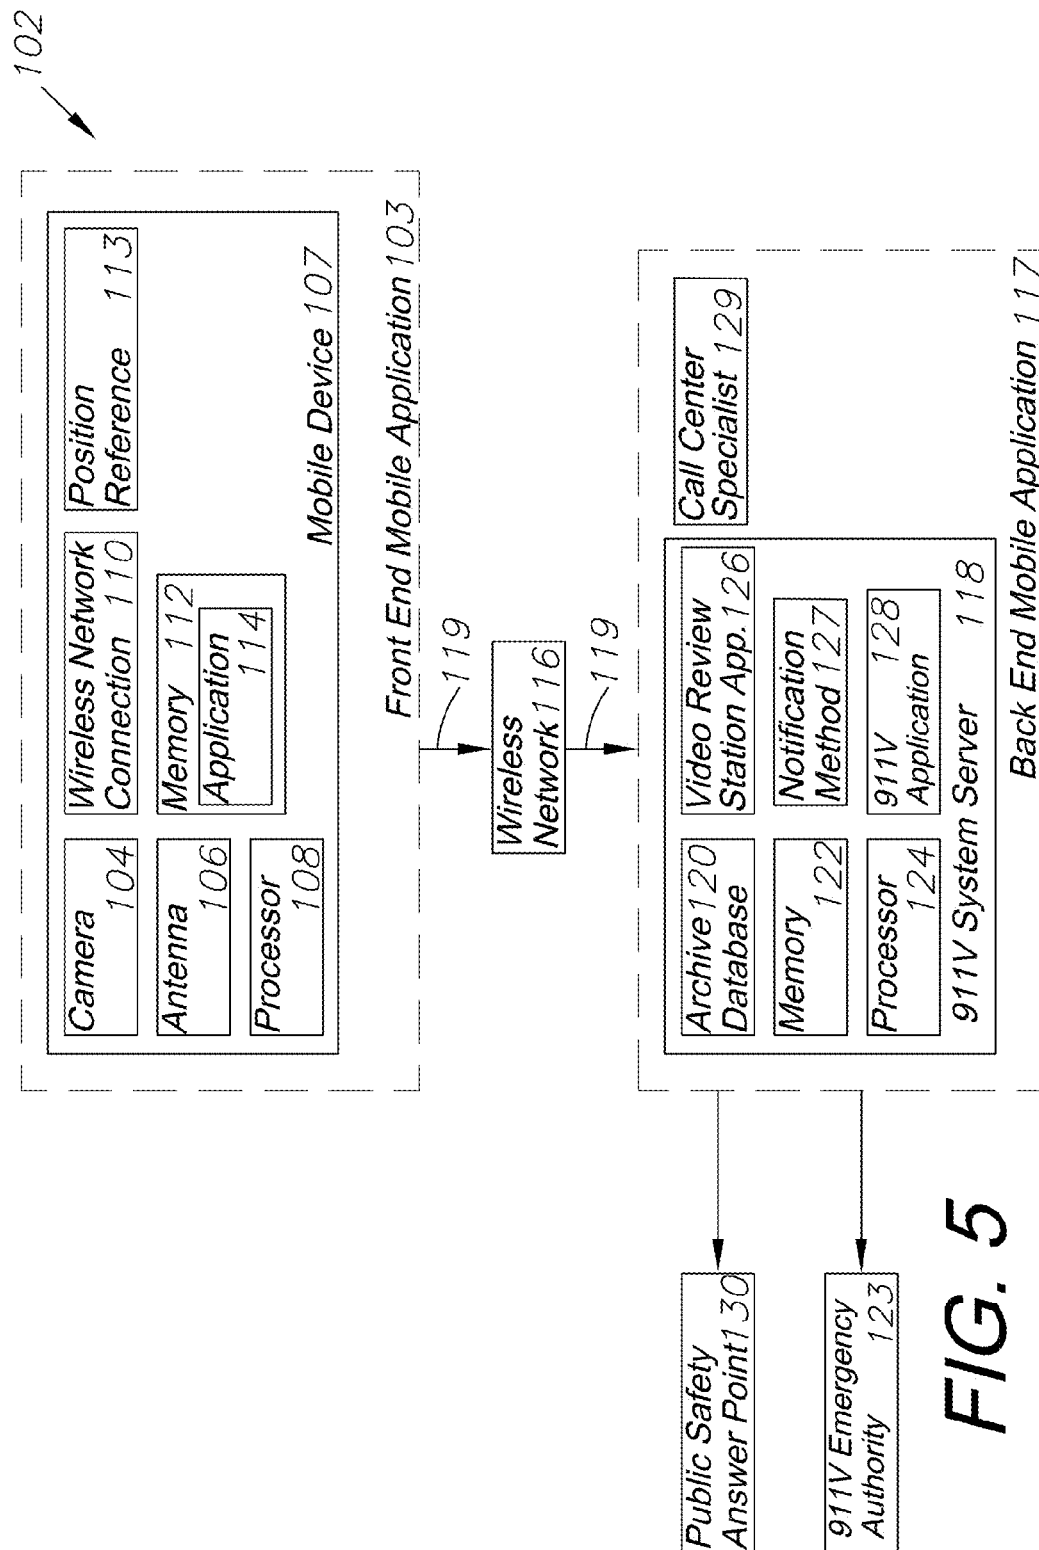 102
Camera
104
Wireless Network
Connection 110
Position
Reference 113
Antenna
106
Memory 112
Application
114
Processor
108
Mobile Device 107
Front End Mobile Application 103
119
Wireless
Network 116
119
Archive 120
Database
Video Review
Station App. 126
Call Center
Specialist 129
Memory
122
Notification
Method 127
Processor
124
911V 128
Application
911V System Server 118
Back End Mobile Application 117
Public Safety
Answer Point 130
911V Emergency
Authority 123
FIG. 5